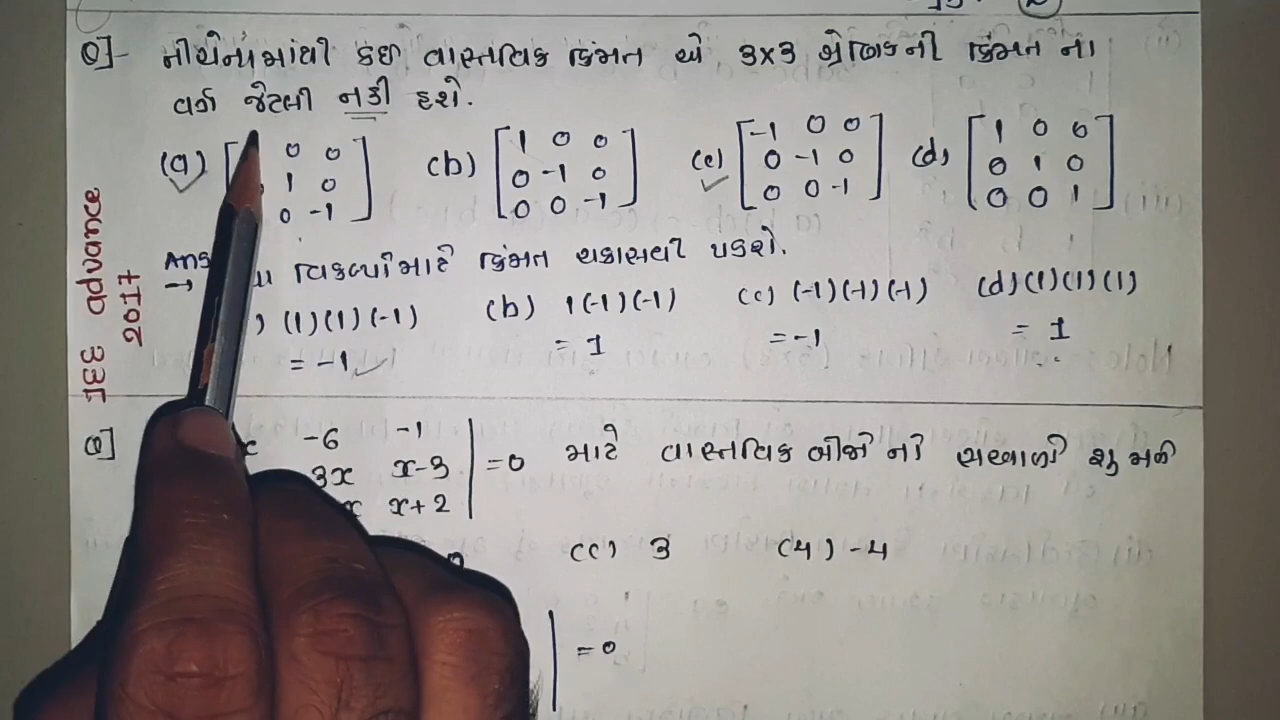 Q] નીચેનામાંથી કઇ વાસ્તવિક કિંમત એ 3×3 શ્રેણિકની કિંમત ના
વર્ગ જેટલી નકી હશે.
(a) 0 0 (b) [1 0 0 (c) [-1 0 0 (d) [1 0 0
1 0 0 -1 0 0 -1 0 0 1 0
0 -1] 0 0 -1] 0 0 -1] 0 0 1]
JEE advance 2017
Ans વિકલ્પોમાટે કિંમત ચકાસવી પડશે.
→ ) (1)(1)(-1) (b) 1(-1)(-1) (c) (-1)(-1)(-1) (d) (1)(1)(1)
= -1 = 1 = -1 = 1
Q] x -6 -1
3x x-3 | = 0 માટે વાસ્તવિક બીજો ની
x x+2
(c) 3 (4) -4
| = 0